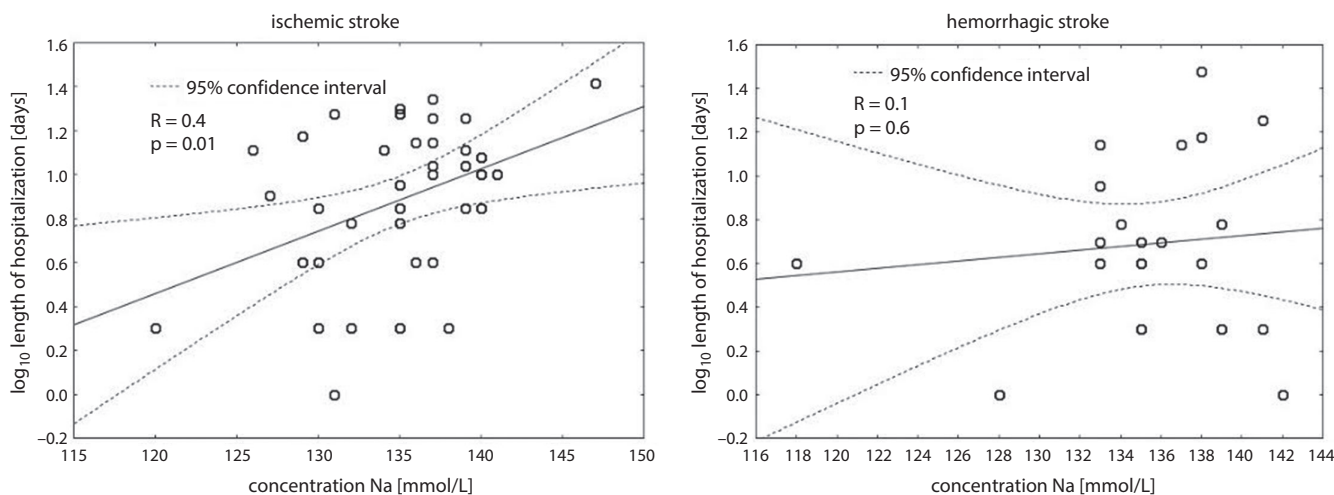 ischemic stroke
1.6
1.4
1.2
1.0
0.8
0.6
0.4
0.2
0.0
–0.2
log10 length of hospitalization [days]
95% confidence interval
R = 0.4
p = 0.01
115 120 125 130 135 140 145 150
concentration Na [mmol/L]
hemorrhagic stroke
1.6
1.4
1.2
1.0
0.8
0.6
0.4
0.2
0.0
–0.2
log10 length of hospitalization [days]
95% confidence interval
R = 0.1
p = 0.6
116 118 120 122 124 126 128 130 132 134 136 138 140 142 144
concentration Na [mmol/L]